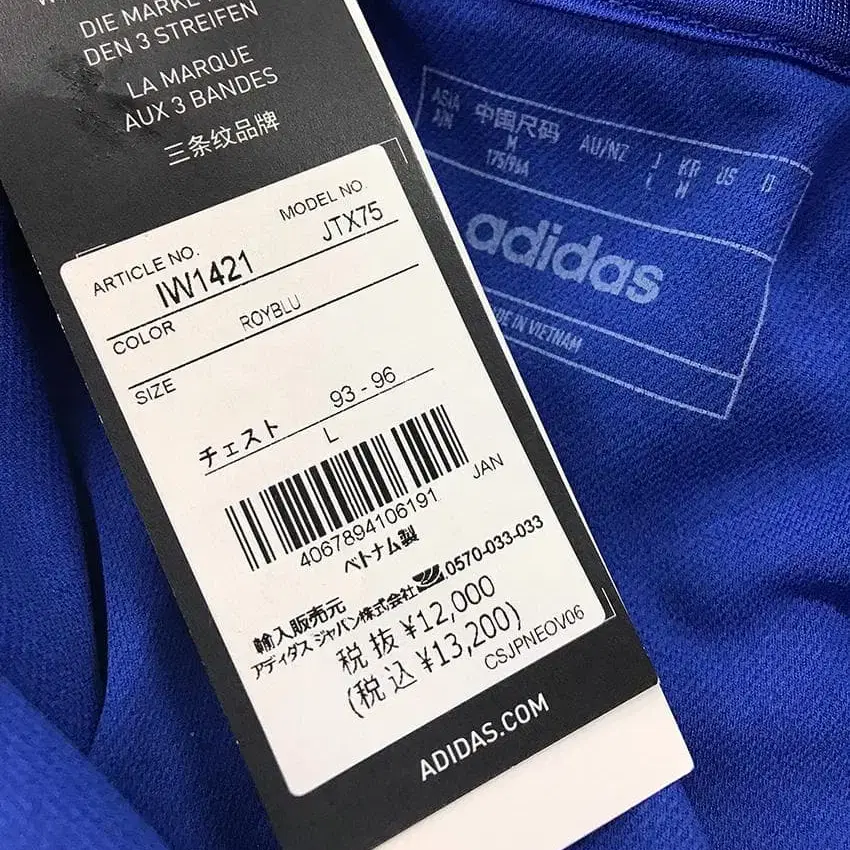 DIE MARKE
DEN 3 STREIFEN
LA MARQUE
AUX 3 BANDES
三条纹品牌
ARTICLE NO.
MODEL NO.
IW1421
JTX75
COLOR
ROYBLU
SIZE
チェスト 93 - 96
L
JAN
4067894106191
ベトナム製
輸入販売元
アディダス ジャパン株式会社 0570-033-033
税 抜 ¥12,000
(税 込 ¥13,200)
CSJPNEOV06
ADIDAS.COM
ASIA 中国尺码 AU/NZ J KR US
M L M
175/96A
adidas
IN VIETNAM